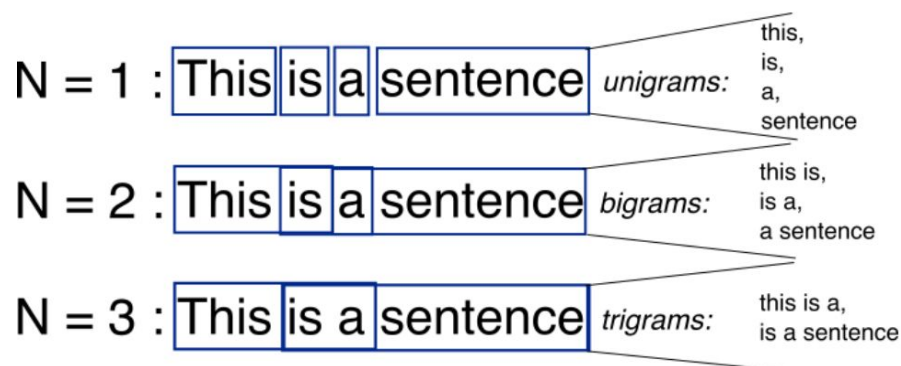 N = 1 : This is a sentence
unigrams:
this,
is,
a,
sentence
N = 2 : This is a sentence
bigrams:
this is,
is a,
a sentence
N = 3 : This is a sentence
trigrams:
this is a,
is a sentence